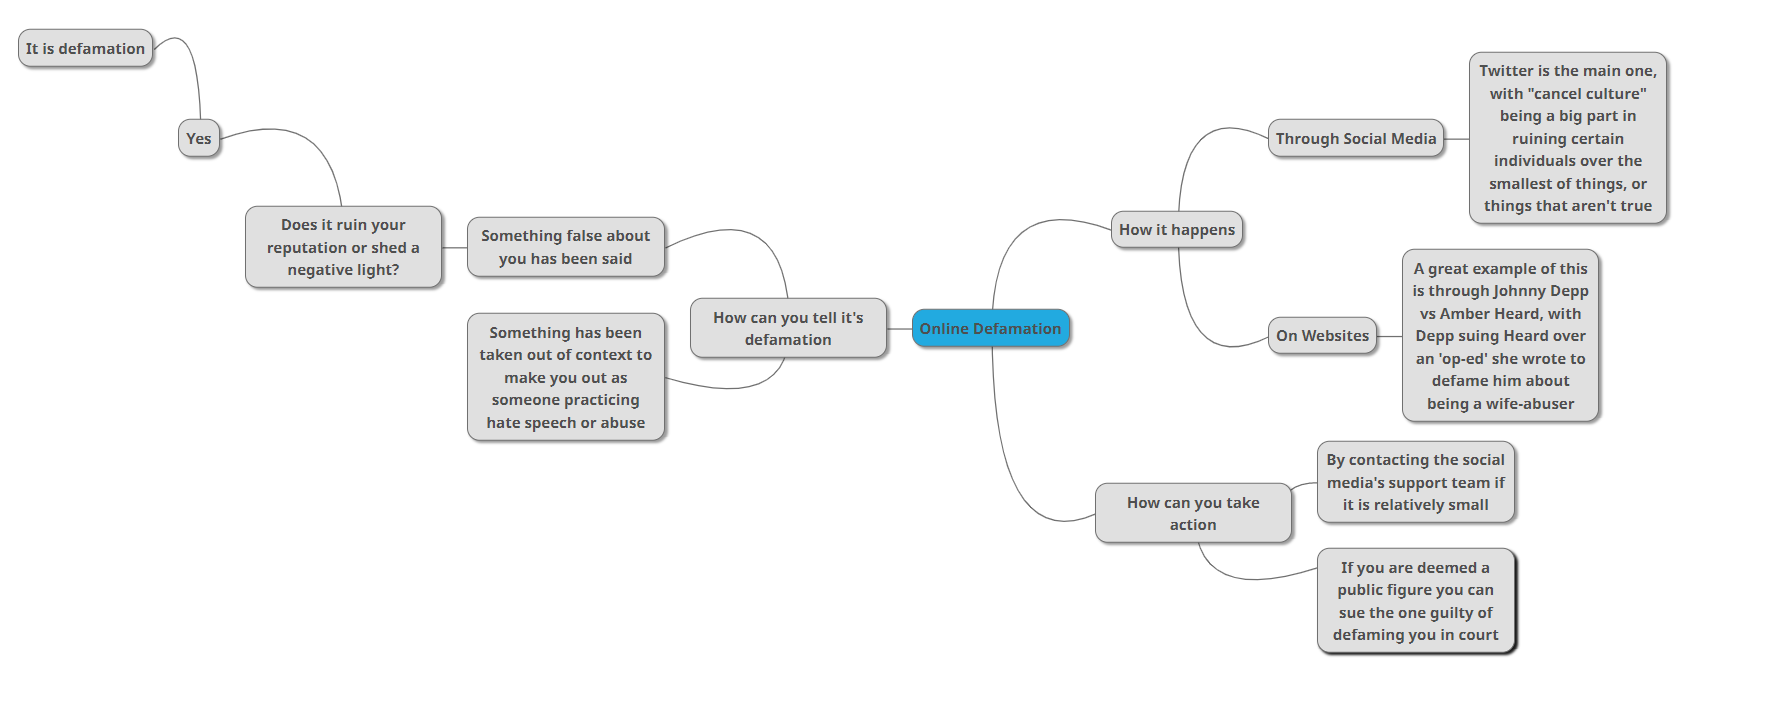 It is defamation
Yes
Does it ruin your
reputation or shed a
negative light?
Something false about
you has been said
Something has been
taken out of context to
make you out as
someone practicing
hate speech or abuse
How can you tell it's
defamation
Online Defamation
How it happens
Through Social Media
Twitter is the main one,
with "cancel culture"
being a big part in
ruining certain
individuals over the
smallest of things, or
things that aren't true
On Websites
A great example of this
is through Johnny Depp
vs Amber Heard, with
Depp suing Heard over
an 'op-ed' she wrote to
defame him about
being a wife-abuser
How can you take
action
By contacting the social
media's support team if
it is relatively small
If you are deemed a
public figure you can
sue the one guilty of
defaming you in court